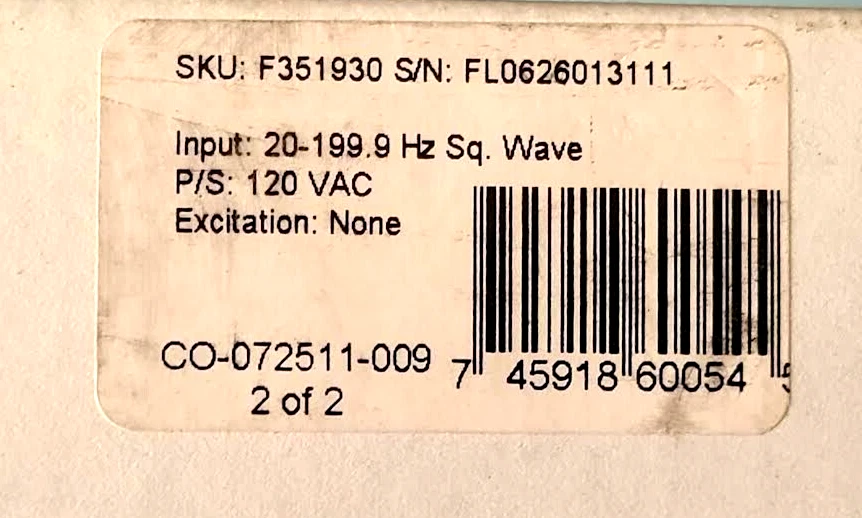 SKU: F351930 S/N: FL0626013111
Input: 20-199.9 Hz Sq. Wave
P/S: 120 VAC
Excitation: None
CO-072511-009
2 of 2
7 45918 60054 5